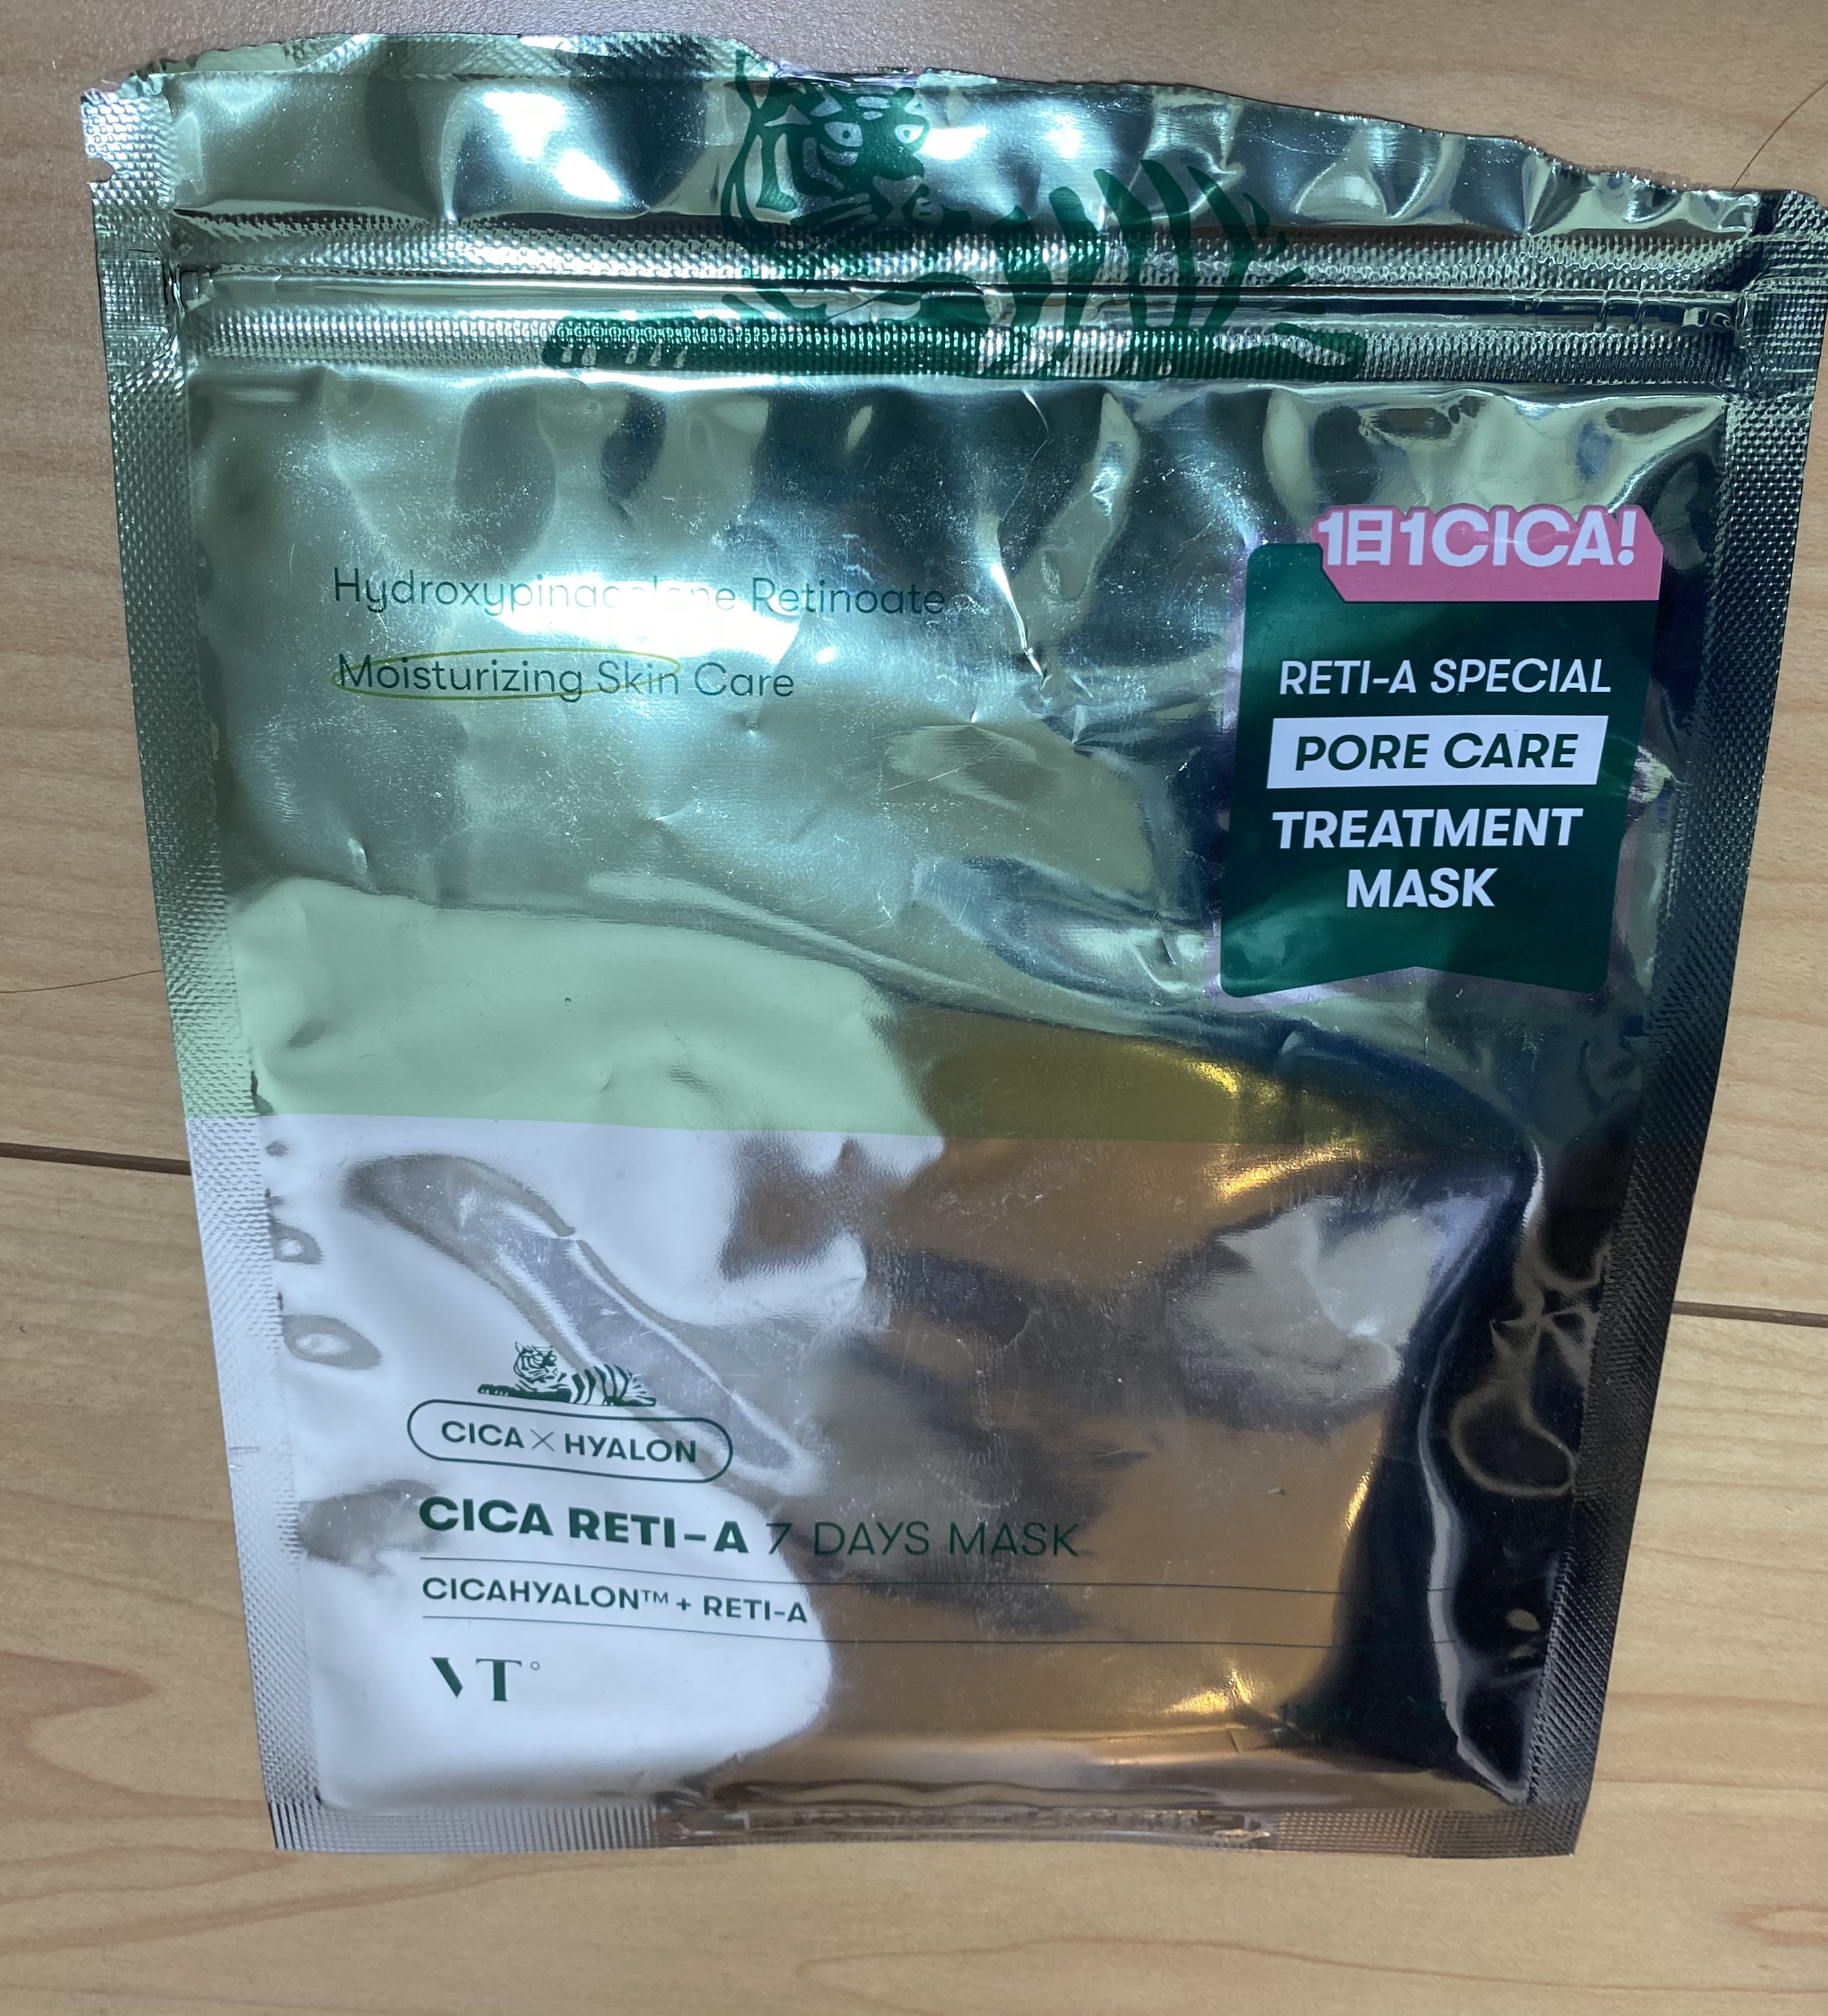 Hydroxypinacolone Retinoate
Moisturizing Skin Care
1日1CICA!
RETI-A SPECIAL
PORE CARE
TREATMENT
MASK
CICA × HYALON
CICA RETI-A 7 DAYS MASK
CICAHYALON™ + RETI-A
VT°